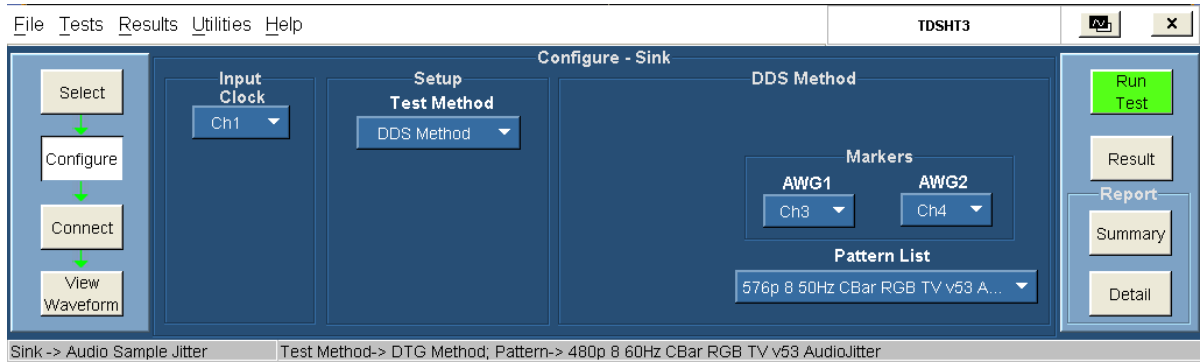 File Tests Results Utilities Help
TDSHT3
x
Configure - Sink
Select
Configure
Connect
View
Waveform
Input
Clock
Ch1
Setup
Test Method
DDS Method
DDS Method
Markers
AWG1
AWG2
Ch3
Ch4
Pattern List
576p 8 50Hz CBar RGB TV v53 A...
Run
Test
Result
Report
Summary
Detail
Sink -> Audio Sample Jitter
Test Method-> DTG Method; Pattern-> 480p 8 60Hz CBar RGB TV v53 AudioJitter